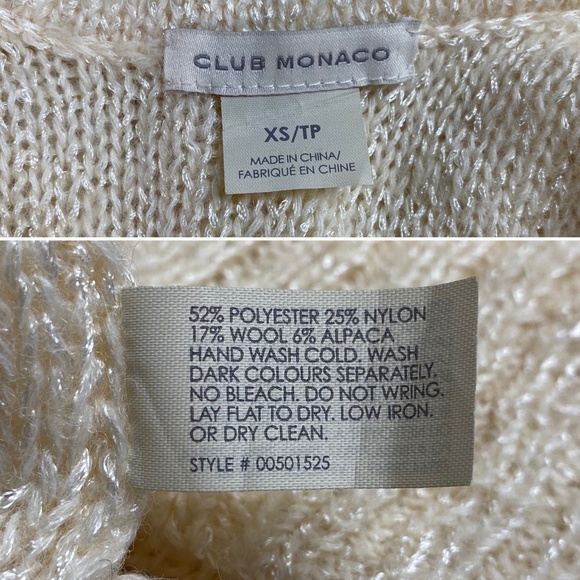 CLUB MONACO
XS/TP
MADE IN CHINA/
FABRIQUÉ EN CHINE
52% POLYESTER 25% NYLON
17% WOOL 6% ALPACA
HAND WASH COLD. WASH
DARK COLOURS SEPARATELY.
NO BLEACH. DO NOT WRING.
LAY FLAT TO DRY. LOW IRON.
OR DRY CLEAN.
STYLE # 00501525